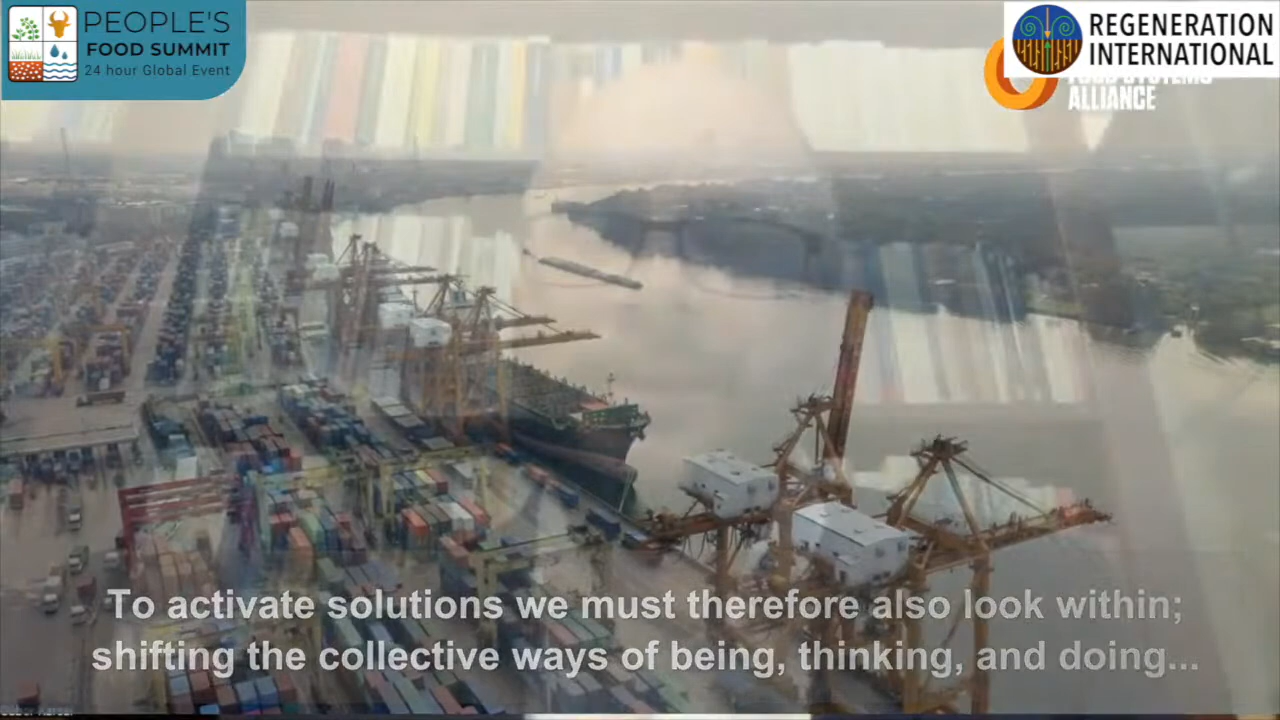 PEOPLE'S
FOOD SUMMIT
24 hour Global Event
REGENERATION
INTERNATIONAL
ALLIANCE
To activate solutions we must therefore also look within;
shifting the collective ways of being, thinking, and doing...